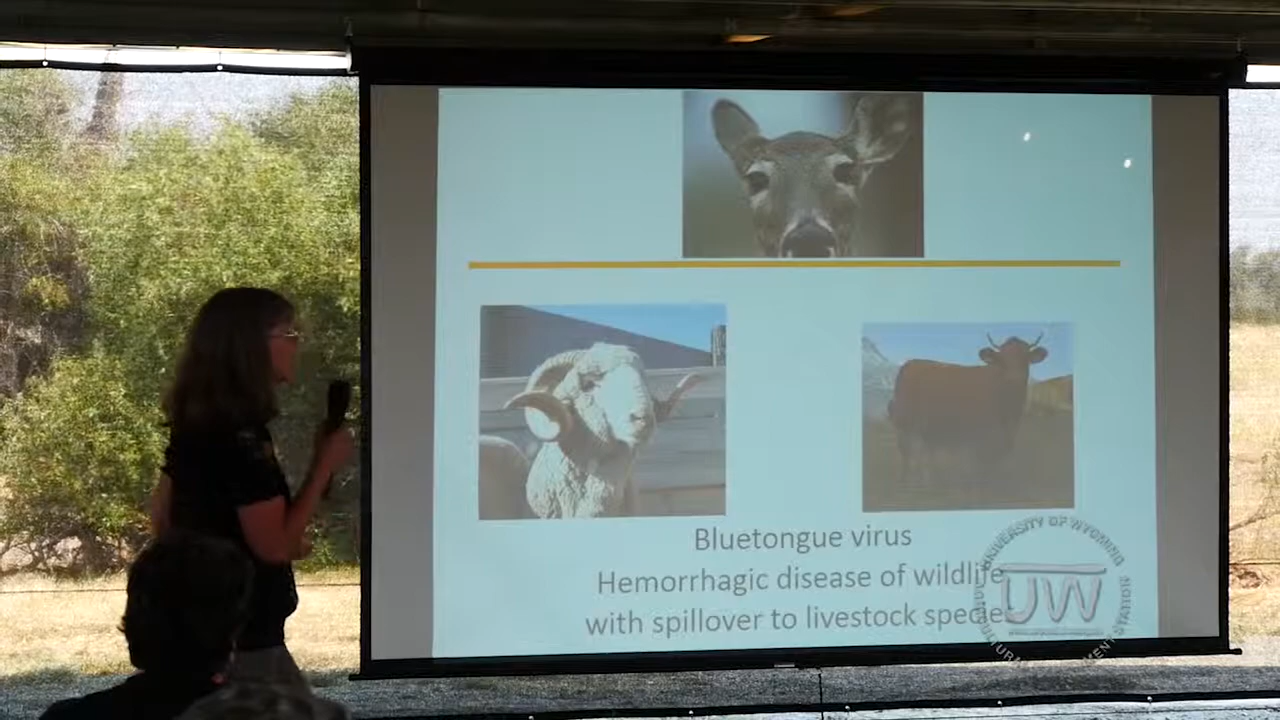 Bluetongue virus
Hemorrhagic disease of wildlife
with spillover to livestock species
UNIVERSITY OF WYOMING
UW